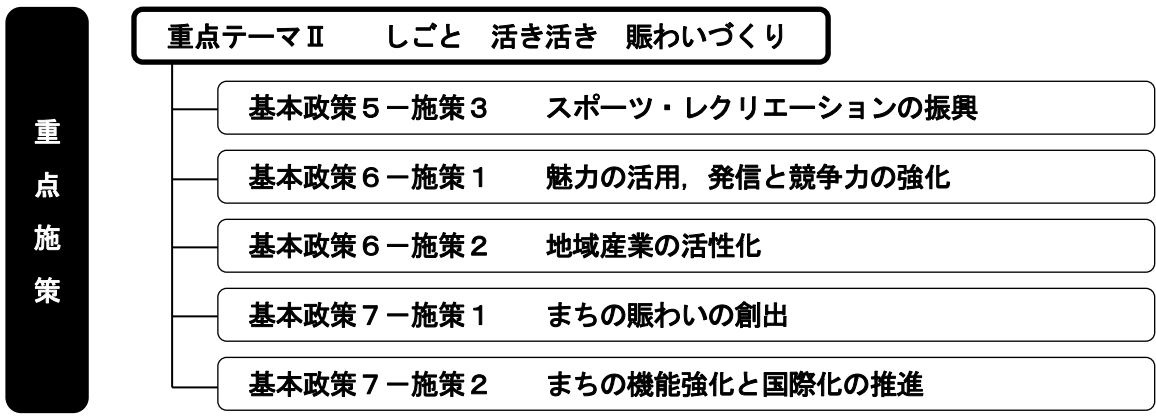 重点施策
重点テーマⅡ　　しごと　活き活き　賑わいづくり
基本政策５－施策３　　スポーツ・レクリエーションの振興
基本政策６－施策１　　魅力の活用，発信と競争力の強化
基本政策６－施策２　　地域産業の活性化
基本政策７－施策１　　まちの賑わいの創出
基本政策７－施策２　　まちの機能強化と国際化の推進